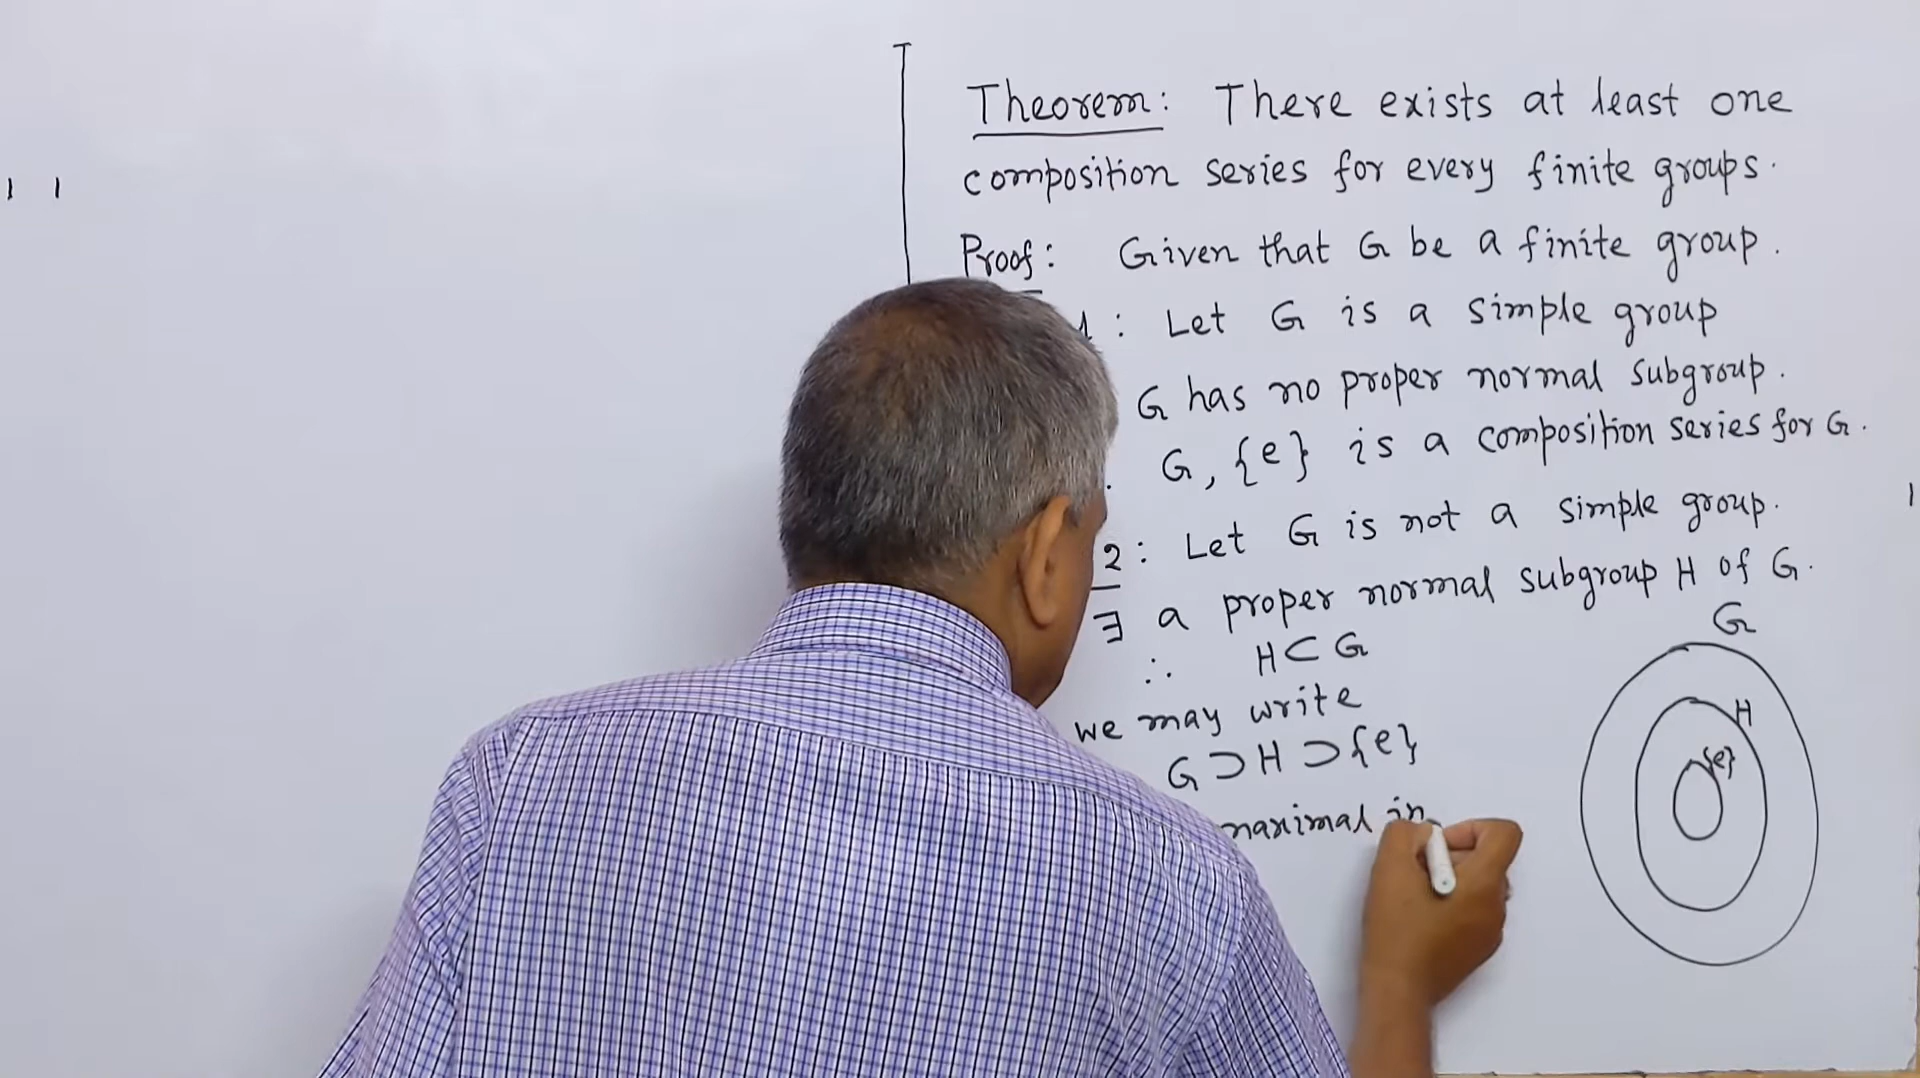 Theorem: There exists at least one
composition series for every finite groups.
Proof: Given that G be a finite group.
1: Let G is a simple group
G has no proper normal subgroup.
G, {e} is a composition series for G.
2: Let G is not a simple group.
∃ a proper normal subgroup H of G.
∴ H ⊂ G
we may write
G ⊃ H ⊃ {e}
maximal in
G
H
{e}